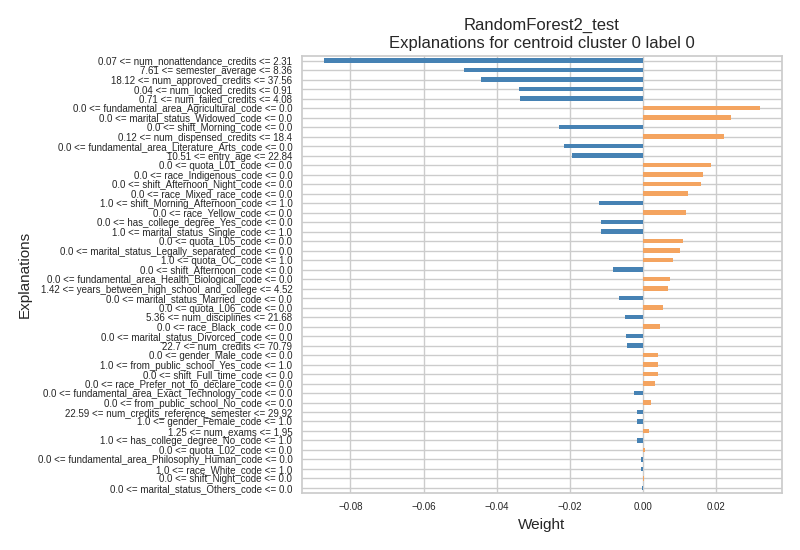 RandomForest2_test
Explanations for centroid cluster 0 label 0
0.07 <= num_nonattendance_credits <= 2.31
7.61 <= semester_average <= 8.36
18.12 <= num_approved_credits <= 37.56
0.04 <= num_locked_credits <= 0.91
0.71 <= num_failed_credits <= 4.08
0.0 <= fundamental_area_Agricultural_code <= 0.0
0.0 <= marital_status_Widowed_code <= 0.0
0.0 <= shift_Morning_code <= 0.0
0.12 <= num_dispensed_credits <= 18.4
0.0 <= fundamental_area_Literature_Arts_code <= 0.0
10.51 <= entry_age <= 22.84
0.0 <= quota_L01_code <= 0.0
0.0 <= race_Indigenous_code <= 0.0
0.0 <= shift_Afternoon_Night_code <= 0.0
0.0 <= race_Mixed_race_code <= 0.0
1.0 <= shift_Morning_Afternoon_code <= 1.0
0.0 <= race_Yellow_code <= 0.0
0.0 <= has_college_degree_Yes_code <= 0.0
1.0 <= marital_status_Single_code <= 1.0
0.0 <= quota_L05_code <= 0.0
0.0 <= marital_status_Legally_separated_code <= 0.0
1.0 <= quota_OC_code <= 1.0
0.0 <= shift_Afternoon_code <= 0.0
0.0 <= fundamental_area_Health_Biological_code <= 0.0
1.42 <= years_between_high_school_and_college <= 4.52
0.0 <= marital_status_Married_code <= 0.0
0.0 <= quota_L06_code <= 0.0
5.36 <= num_disciplines <= 21.68
0.0 <= race_Black_code <= 0.0
0.0 <= marital_status_Divorced_code <= 0.0
22.7 <= num_credits <= 70.79
0.0 <= gender_Male_code <= 0.0
1.0 <= from_public_school_Yes_code <= 1.0
0.0 <= shift_Full_time_code <= 0.0
0.0 <= race_Prefer_not_to_declare_code <= 0.0
0.0 <= fundamental_area_Exact_Technology_code <= 0.0
0.0 <= from_public_school_No_code <= 0.0
22.59 <= num_credits_reference_semester <= 29.92
1.0 <= gender_Female_code <= 1.0
1.25 <= num_exams <= 1.95
1.0 <= has_college_degree_No_code <= 1.0
0.0 <= quota_L02_code <= 0.0
0.0 <= fundamental_area_Philosophy_Human_code <= 0.0
1.0 <= race_White_code <= 1.0
0.0 <= shift_Night_code <= 0.0
0.0 <= marital_status_Others_code <= 0.0
Explanations
−0.08 −0.06 −0.04 −0.02 0.00 0.02
Weight